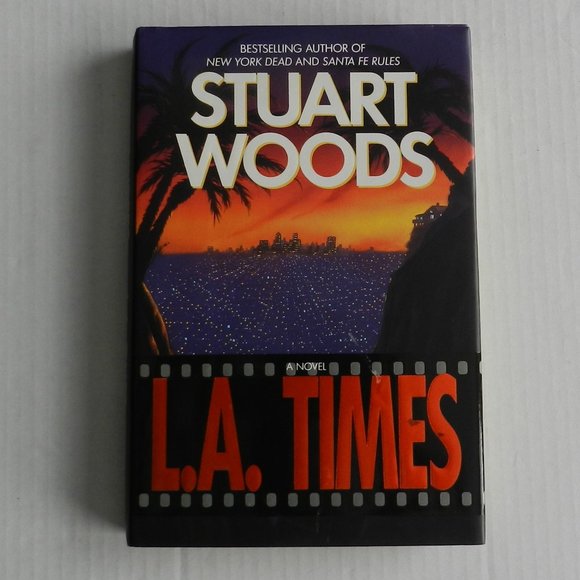 BESTSELLING AUTHOR OF
NEW YORK DEAD AND SANTA FE RULES
STUART
WOODS
A NOVEL
L.A. TIMES